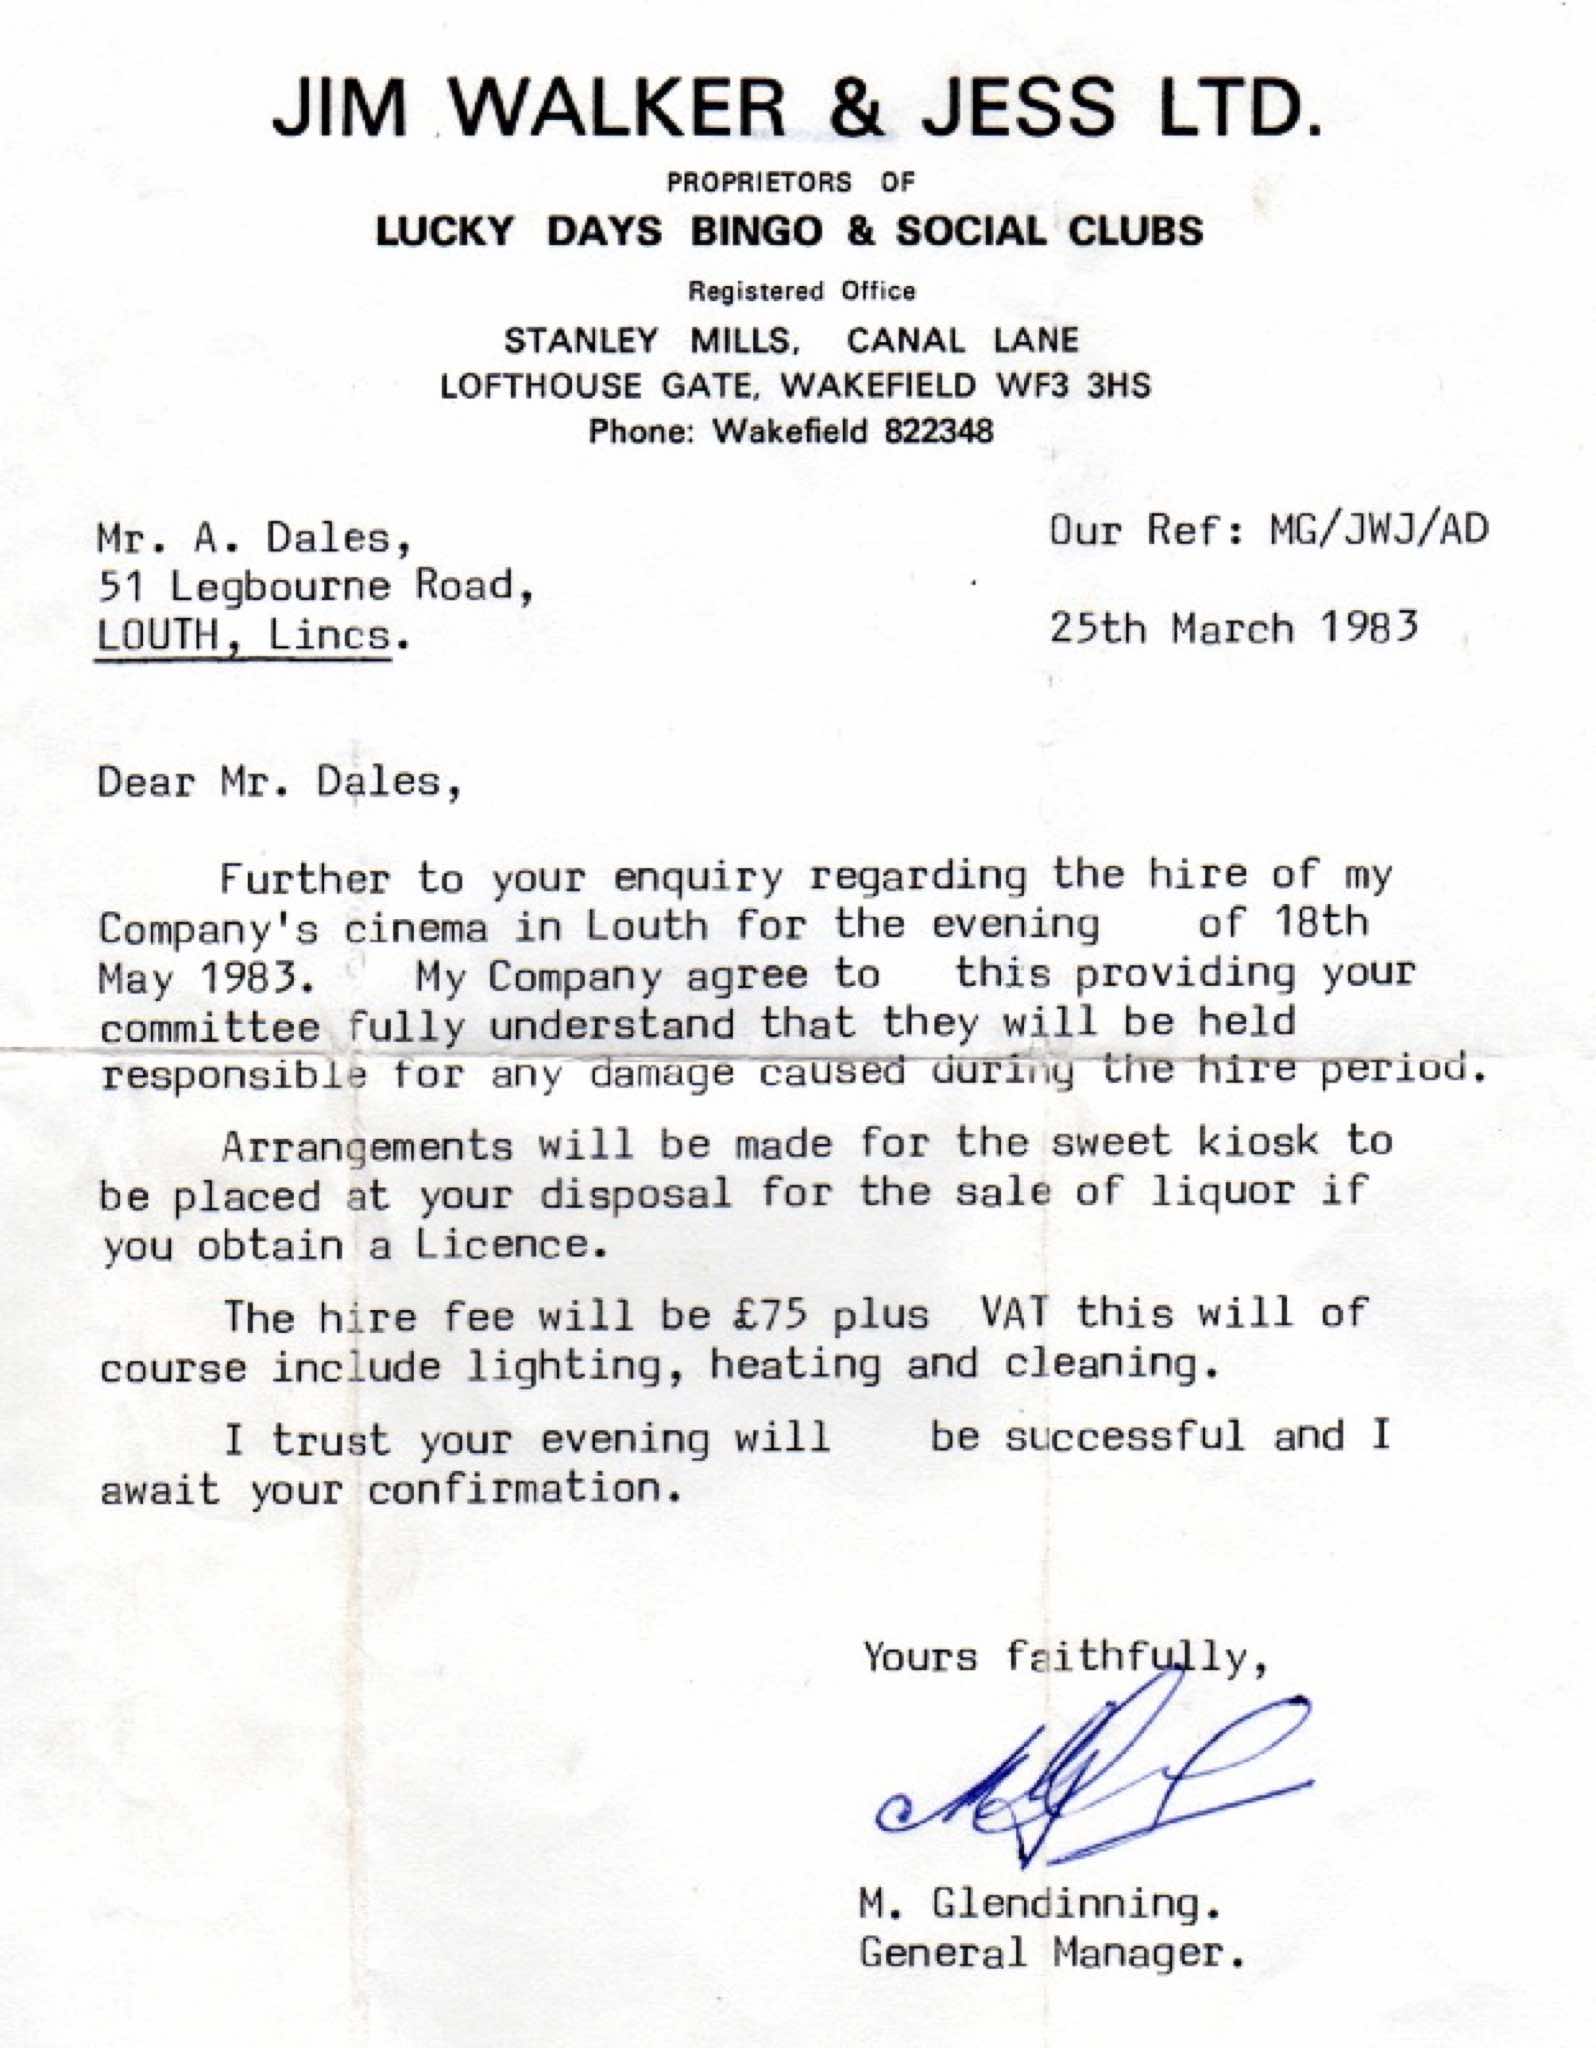 JIM WALKER & JESS LTD.
PROPRIETORS OF
LUCKY DAYS BINGO & SOCIAL CLUBS
Registered Office
STANLEY MILLS, CANAL LANE
LOFTHOUSE GATE, WAKEFIELD WF3 3HS
Phone: Wakefield 822348
Mr. A. Dales,
51 Legbourne Road,
LOUTH, Lincs.
Our Ref: MG/JWJ/AD
25th March 1983
Dear Mr. Dales,
Further to your enquiry regarding the hire of my
Company's cinema in Louth for the evening of 18th
May 1983. My Company agree to this providing your
committee fully understand that they will be held
responsible for any damage caused during the hire period.
Arrangements will be made for the sweet kiosk to
be placed at your disposal for the sale of liquor if
you obtain a Licence.
The hire fee will be £75 plus VAT this will of
course include lighting, heating and cleaning.
I trust your evening will be successful and I
await your confirmation.
Yours faithfully,
M. Glendinning.
General Manager.